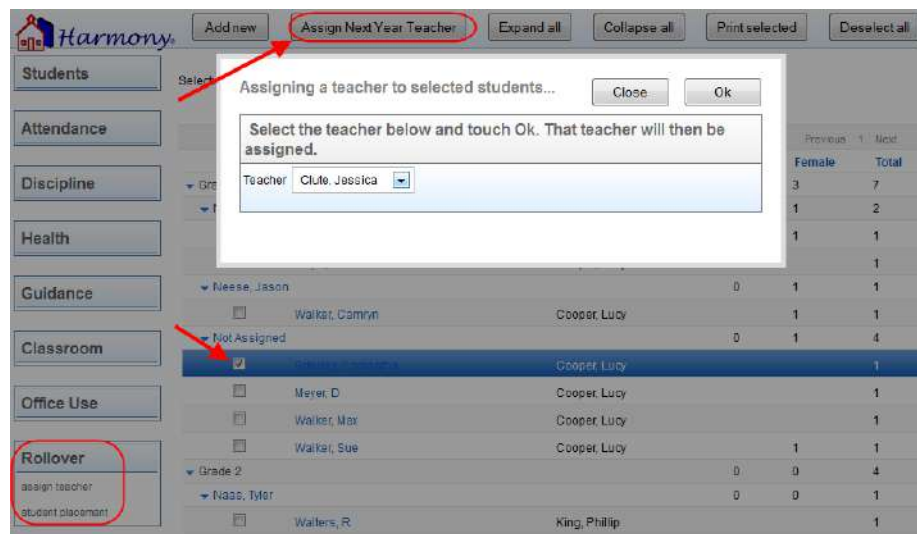 Harmony.
Add new
Assign Next Year Teacher
Expand all
Collapse all
Print selected
Deselect all
Students
Attendance
Discipline
Health
Guidance
Classroom
Office Use
Rollover
assign teacher
student placement
Select
Assigning a teacher to selected students...
Close
Ok
Select the teacher below and touch Ok. That teacher will then be
assigned.
Teacher Clute, Jessica
Previous 1 Next
Female Total
3 7
1 2
1 1
1
Neese, Jason 0 1 1
Walker, Camryn Cooper, Lucy 1 1
Not Assigned 0 1 4
Cooper, Lucy 1
Meyer, D Cooper, Lucy 1
Walker, Max Cooper, Lucy 1
Walker, Sue Cooper, Lucy 1 1
Grade 2 0 0 4
Naas, Tyler 0 0 1
Walters, R King, Phillip 1